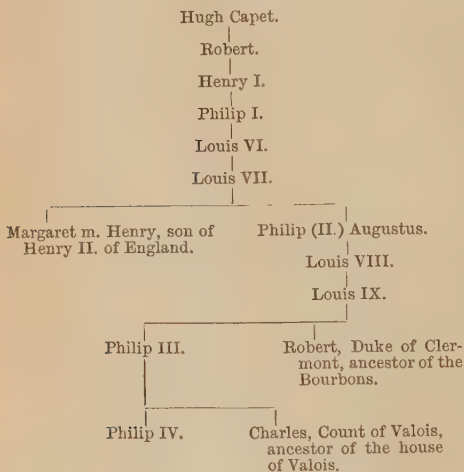 Hugh Capet.
Robert.
Henry I.
Philip I.
Louis VI.
Louis VII.
Margaret m. Henry, son of
Henry II. of England.
Philip (II.) Augustus.
Louis VIII.
Louis IX.
Philip III.
Robert, Duke of Cler-
mont, ancestor of the
Bourbons.
Philip IV.
Charles, Count of Valois,
ancestor of the house
of Valois.